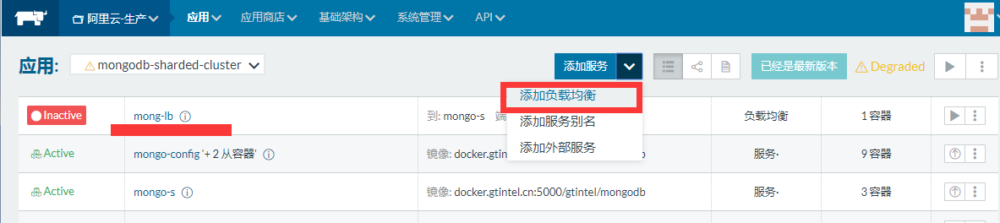 阿里云-生产 应用 应用商店 基础架构 系统管理 API
应用: mongodb-sharded-cluster 添加服务 已经是最新版本 Degraded
添加负载均衡
添加服务别名
添加外部服务
Inactive mong-lb 到: mongo-s 端 负载均衡 1 容器
Active mongo-config '+ 2 从容器' 镜像: docker.gtint b 服务· 9 容器
Active mongo-s 镜像: docker.gtintel.cn:5000/gtintel/mongodb 服务· 3 容器